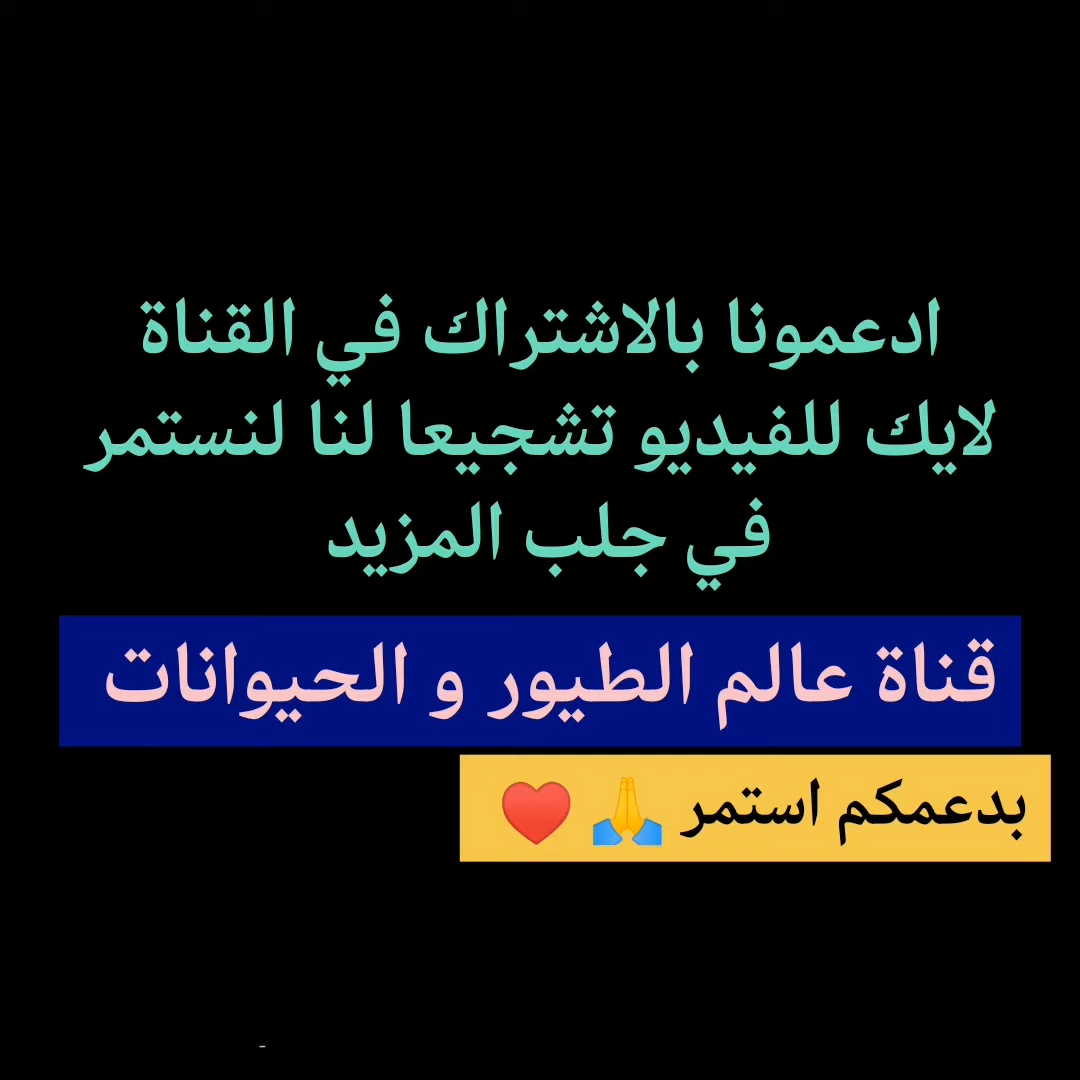 ادعمونا بالاشتراك في القناة
لايك للفيديو تشجيعا لنا لنستمر
في جلب المزيد
قناة عالم الطيور و الحيوانات
بدعمكم استمر 🙏 ♥️
-